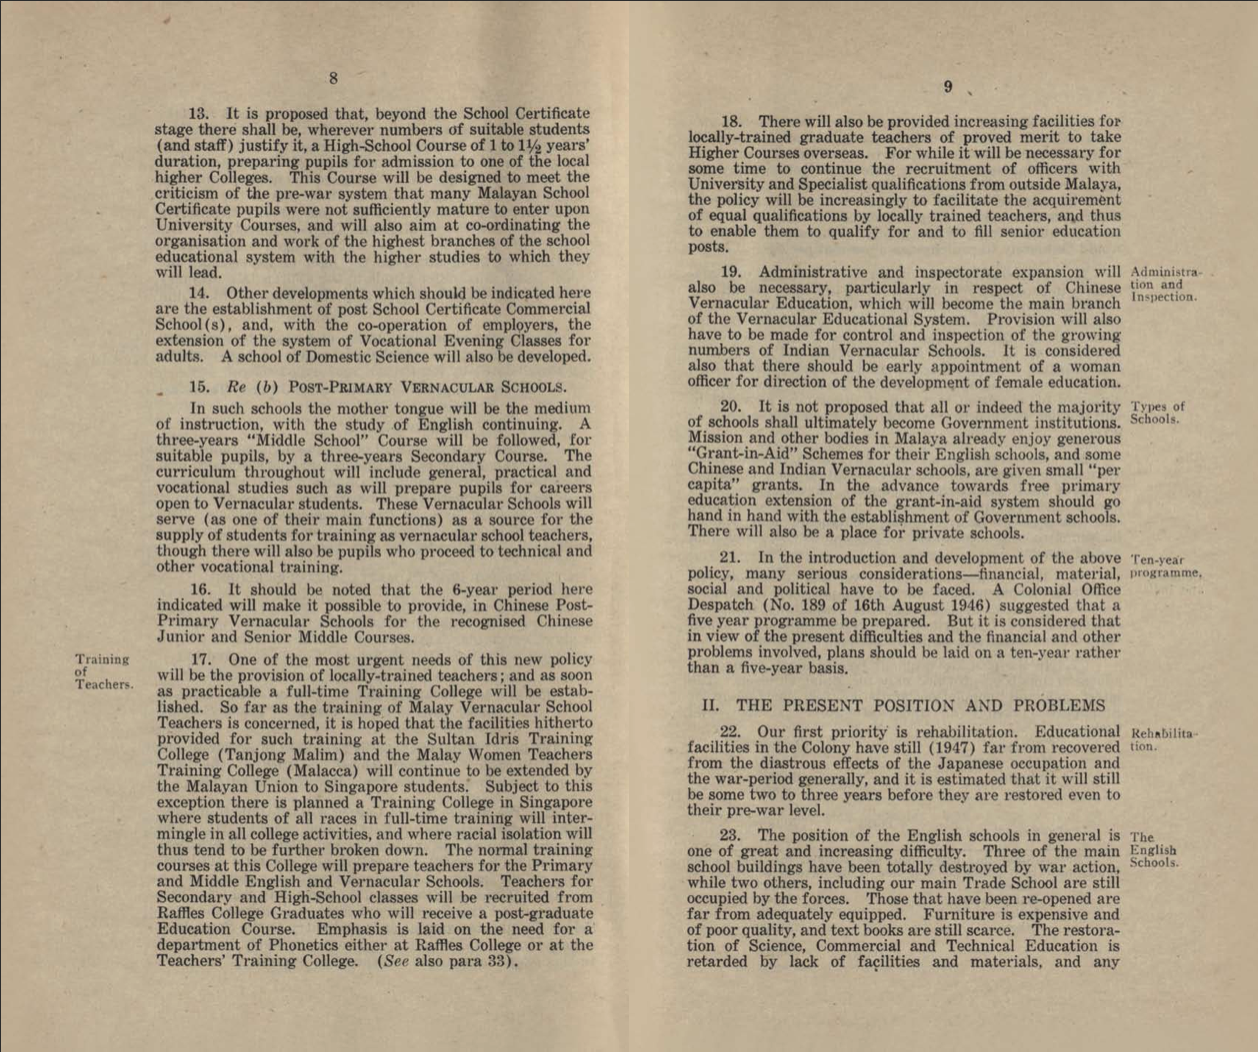 8
13. It is proposed that, beyond the School Certificate
stage there shall be, wherever numbers of suitable students
(and staff) justify it, a High-School Course of 1 to 1½ years'
duration, preparing pupils for admission to one of the local
higher Colleges. This Course will be designed to meet the
criticism of the pre-war system that many Malayan School
Certificate pupils were not sufficiently mature to enter upon
University Courses, and will also aim at co-ordinating the
organisation and work of the highest branches of the school
educational system with the higher studies to which they
will lead.
14. Other developments which should be indicated here
are the establishment of post School Certificate Commercial
School(s), and, with the co-operation of employers, the
extension of the system of Vocational Evening Classes for
adults. A school of Domestic Science will also be developed.
15. Re (b) POST-PRIMARY VERNACULAR SCHOOLS.
In such schools the mother tongue will be the medium
of instruction, with the study of English continuing. A
three-years "Middle School" Course will be followed, for
suitable pupils, by a three-years Secondary Course. The
curriculum throughout will include general, practical and
vocational studies such as will prepare pupils for careers
open to Vernacular students. These Vernacular Schools will
serve (as one of their main functions) as a source for the
supply of students for training as vernacular school teachers,
though there will also be pupils who proceed to technical and
other vocational training.
16. It should be noted that the 6-year period here
indicated will make it possible to provide, in Chinese Post-
Primary Vernacular Schools for the recognised Chinese
Junior and Senior Middle Courses.
Training
of
Teachers.
17. One of the most urgent needs of this new policy
will be the provision of locally-trained teachers; and as soon
as practicable a full-time Training College will be estab-
lished. So far as the training of Malay Vernacular School
Teachers is concerned, it is hoped that the facilities hitherto
provided for such training at the Sultan Idris Training
College (Tanjong Malim) and the Malay Women Teachers
Training College (Malacca) will continue to be extended by
the Malayan Union to Singapore students. Subject to this
exception there is planned a Training College in Singapore
where students of all races in full-time training will inter-
mingle in all college activities, and where racial isolation will
thus tend to be further broken down. The normal training
courses at this College will prepare teachers for the Primary
and Middle English and Vernacular Schools. Teachers for
Secondary and High-School classes will be recruited from
Raffles College Graduates who will receive a post-graduate
Education Course. Emphasis is laid on the need for a
department of Phonetics either at Raffles College or at the
Teachers' Training College. (See also para 33).
9
18. There will also be provided increasing facilities for
locally-trained graduate teachers of proved merit to take
Higher Courses overseas. For while it will be necessary for
some time to continue the recruitment of officers with
University and Specialist qualifications from outside Malaya,
the policy will be increasingly to facilitate the acquirement
of equal qualifications by locally trained teachers, and thus
to enable them to qualify for and to fill senior education
posts.
Administra-
tion and
Inspection.
19. Administrative and inspectorate expansion will
also be necessary, particularly in respect of Chinese
Vernacular Education, which will become the main branch
of the Vernacular Educational System. Provision will also
have to be made for control and inspection of the growing
numbers of Indian Vernacular Schools. It is considered
also that there should be early appointment of a woman
officer for direction of the development of female education.
Types of
Schools.
20. It is not proposed that all or indeed the majority
of schools shall ultimately become Government institutions.
Mission and other bodies in Malaya already enjoy generous
"Grant-in-Aid" Schemes for their English schools, and some
Chinese and Indian Vernacular schools, are given small "per
capita" grants. In the advance towards free primary
education extension of the grant-in-aid system should go
hand in hand with the establishment of Government schools.
There will also be a place for private schools.
Ten-year
programme.
21. In the introduction and development of the above
policy, many serious considerations—financial, material,
social and political have to be faced. A Colonial Office
Despatch (No. 189 of 16th August 1946) suggested that a
five year programme be prepared. But it is considered that
in view of the present difficulties and the financial and other
problems involved, plans should be laid on a ten-year rather
than a five-year basis.
II. THE PRESENT POSITION AND PROBLEMS
Rehabilita-
tion.
22. Our first priority is rehabilitation. Educational
facilities in the Colony have still (1947) far from recovered
from the diastrous effects of the Japanese occupation and
the war-period generally, and it is estimated that it will still
be some two to three years before they are restored even to
their pre-war level.
The
English
Schools.
23. The position of the English schools in general is
one of great and increasing difficulty. Three of the main
school buildings have been totally destroyed by war action,
while two others, including our main Trade School are still
occupied by the forces. Those that have been re-opened are
far from adequately equipped. Furniture is expensive and
of poor quality, and text books are still scarce. The restora-
tion of Science, Commercial and Technical Education is
retarded by lack of facilities and materials, and any